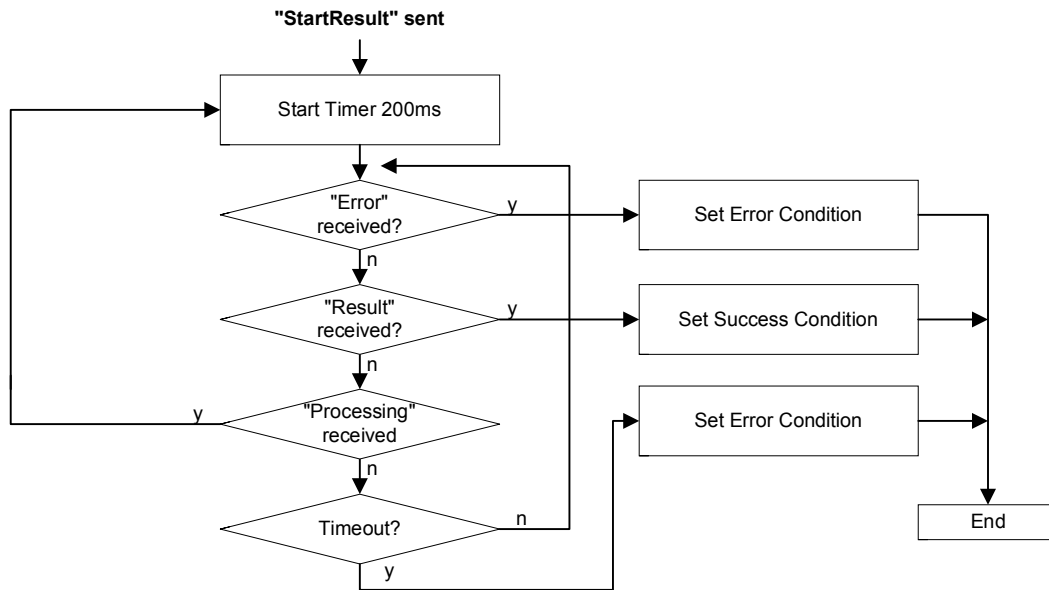 "StartResult" sent
Start Timer 200ms
"Error"
received?
y
Set Error Condition
n
"Result"
received?
y
Set Success Condition
n
"Processing"
received
y
Set Error Condition
n
Timeout?
n
y
End